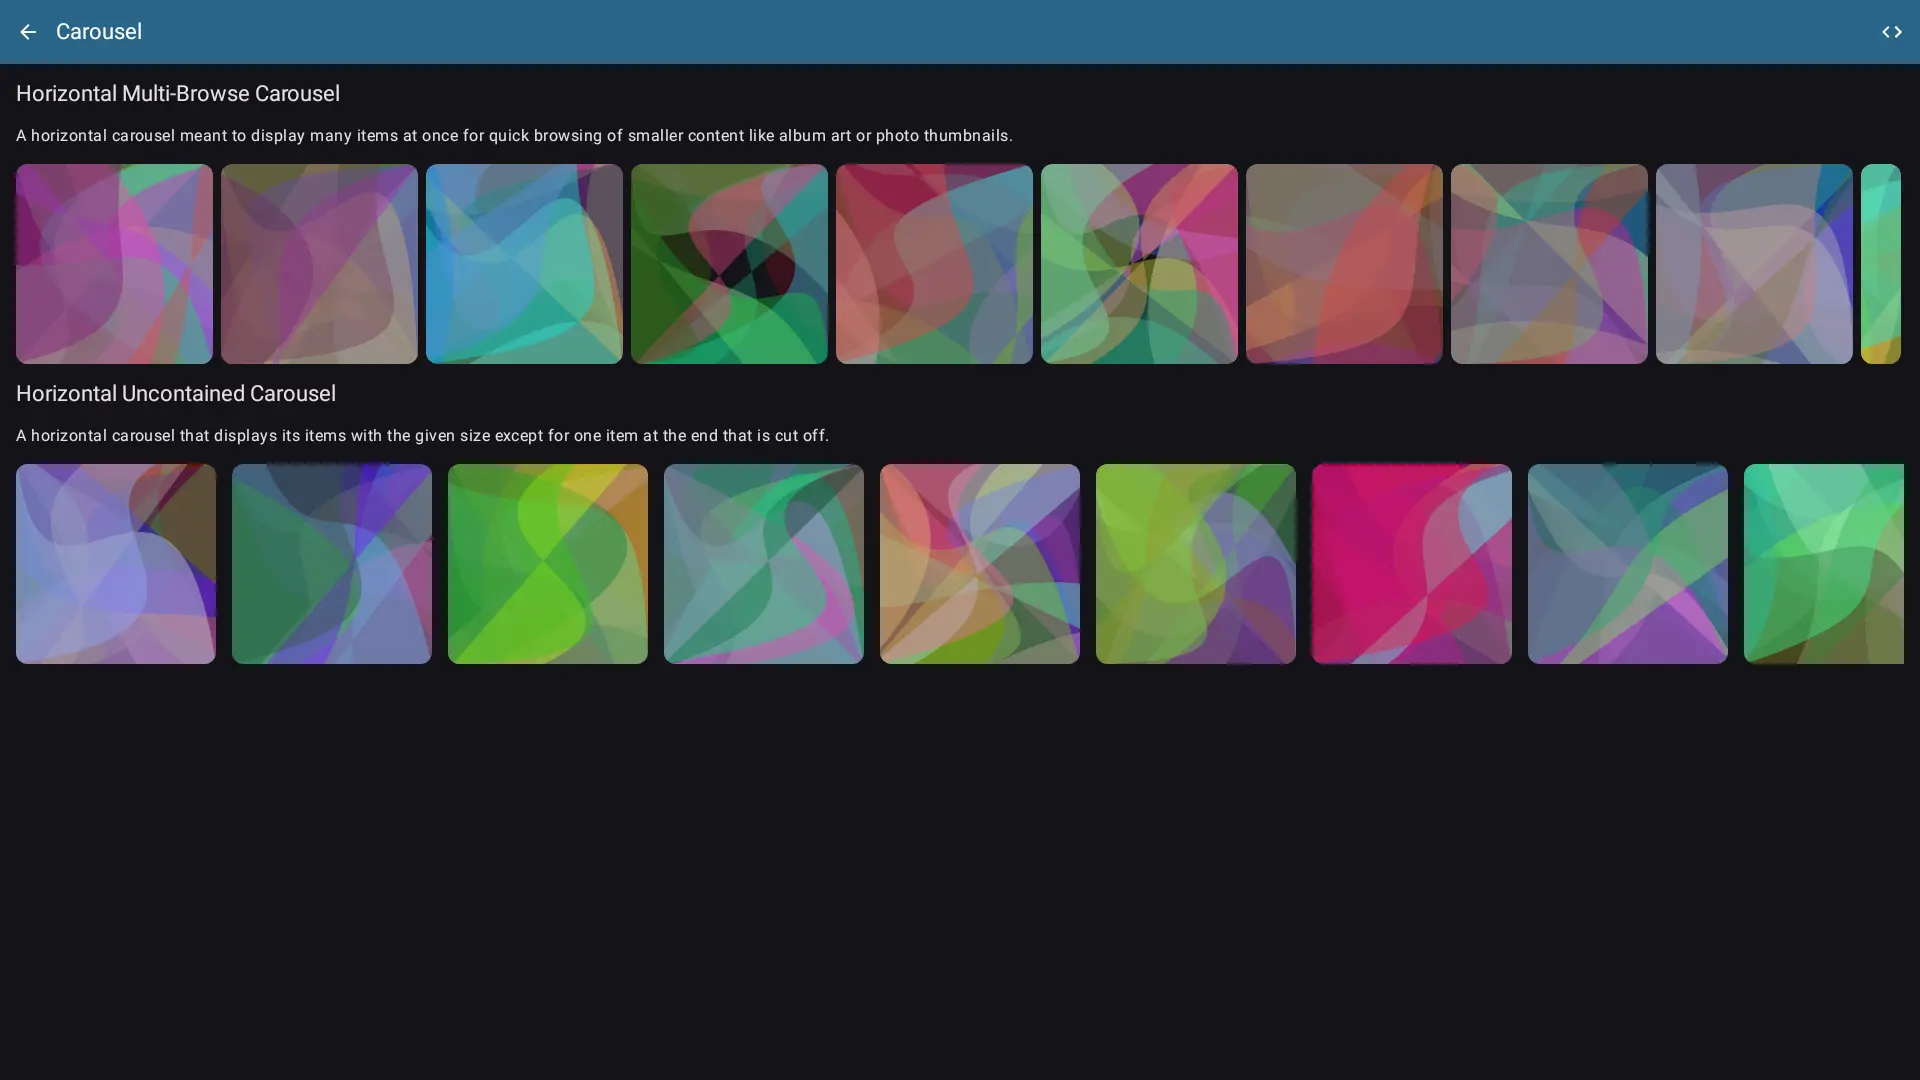 Carousel
Horizontal Multi-Browse Carousel
A horizontal carousel meant to display many items at once for quick browsing of smaller content like album art or photo thumbnails.
Horizontal Uncontained Carousel
A horizontal carousel that displays its items with the given size except for one item at the end that is cut off.